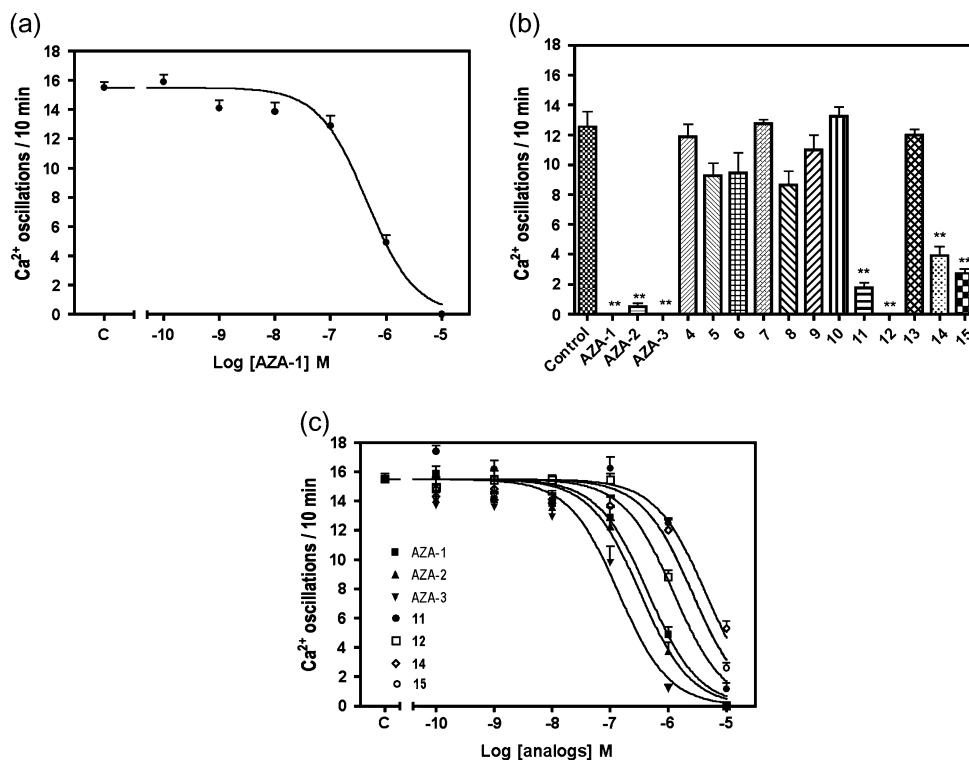 (a)
18
16
14
12
10
8
6
4
2
0
Ca2+ oscillations / 10 min
C -10 -9 -8 -7 -6 -5
Log [AZA-1] M
(b)
18
16
14
12
10
8
6
4
2
0
Ca2+ oscillations / 10 min
** ** ** ** ** ** **
Control AZA-1 AZA-2 AZA-3 4 5 6 7 8 9 10 11 12 13 14 15
(c)
18
16
14
12
10
8
6
4
2
0
Ca2+ oscillations / 10 min
AZA-1
AZA-2
AZA-3
11
12
14
15
C -10 -9 -8 -7 -6 -5
Log [analogs] M